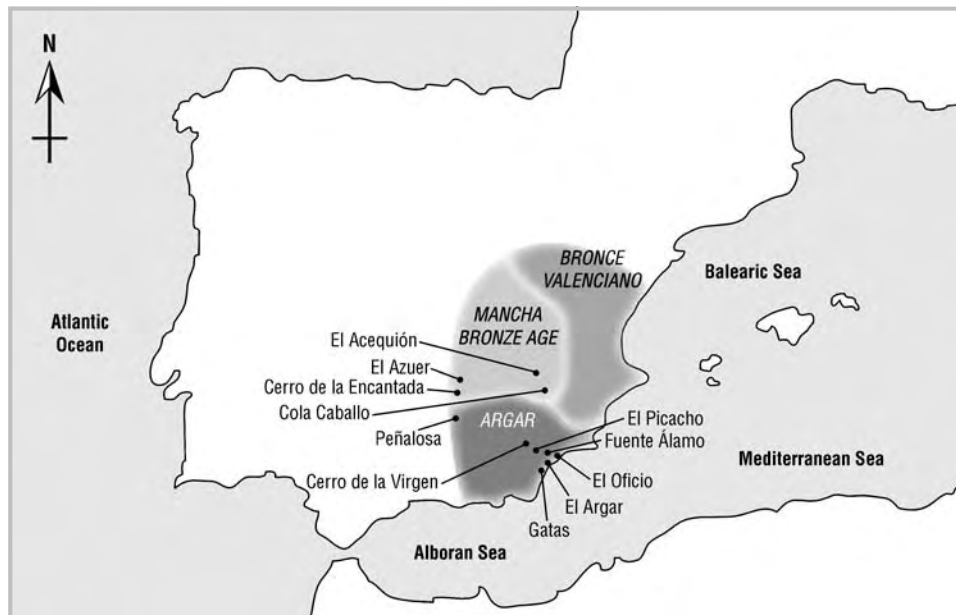 N
BRONCE
VALENCIANO
Balearic Sea
MANCHA
BRONZE AGE
Atlantic
Ocean
El Acequión
El Azuer
Cerro de la Encantada
Cola Caballo
ARGAR
El Picacho
Peñalosa
Fuente Álamo
Mediterranean Sea
Cerro de la Virgen
El Oficio
El Argar
Gatas
Alboran Sea